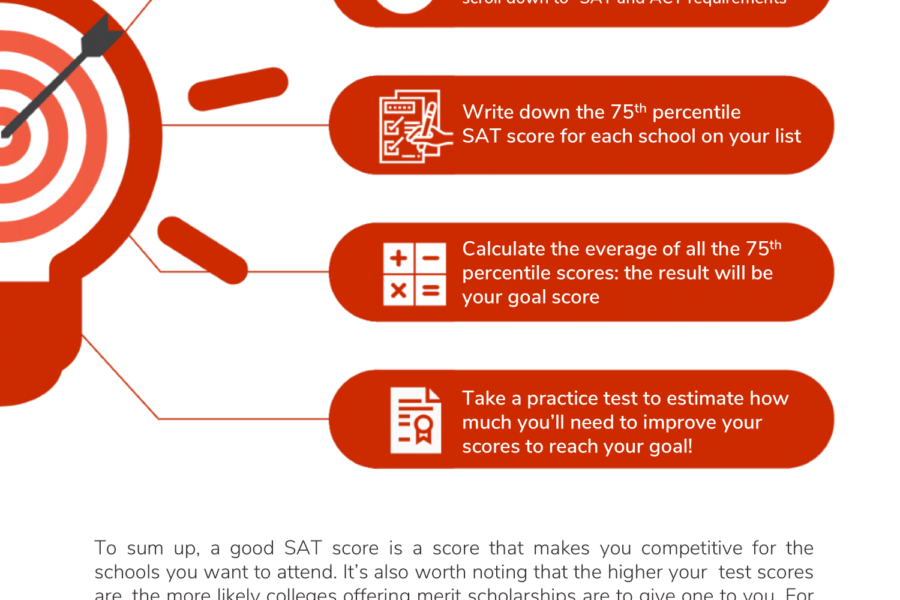 scroll down to "SAT and ACT requirements"
Write down the 75th percentile
SAT score for each school on your list
Calculate the everage of all the 75th
percentile scores: the result will be
your goal score
Take a practice test to estimate how
much you'll need to improve your
scores to reach your goal!
To sum up, a good SAT score is a score that makes you competitive for the
schools you want to attend. It's also worth noting that the higher your test scores
are, the more likely colleges offering merit scholarships are to give one to you. For